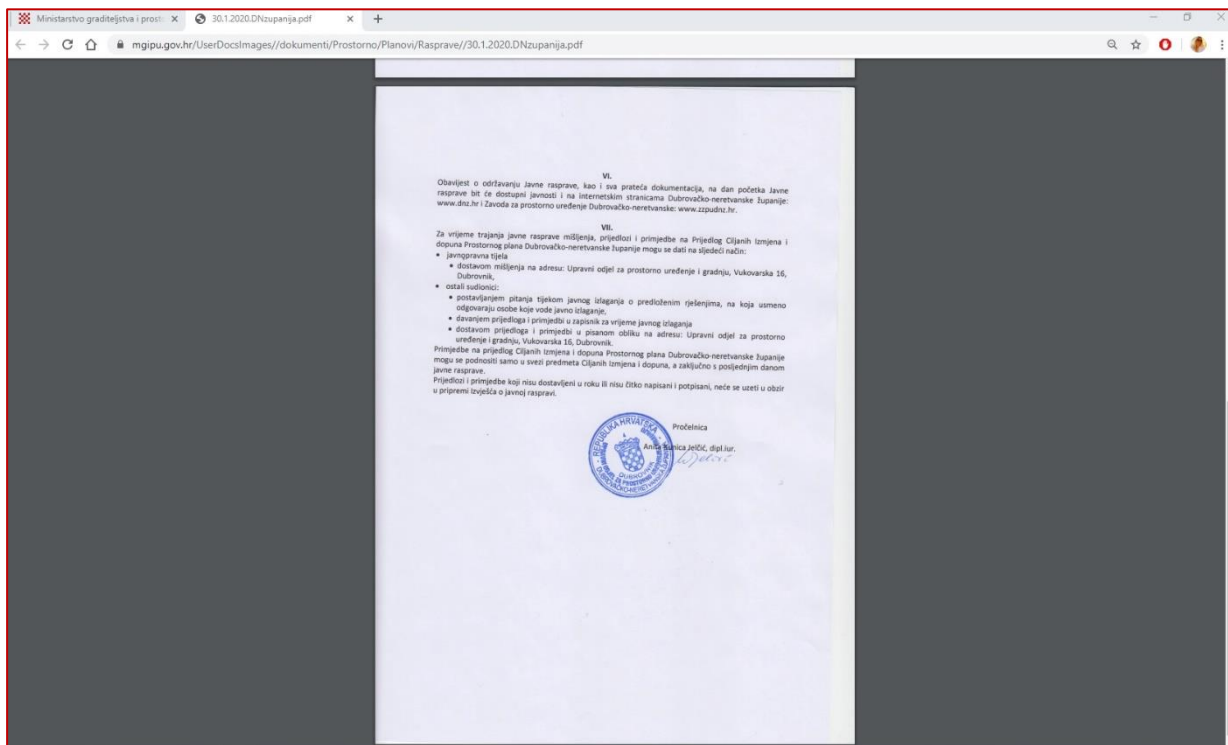 Ministarstvo graditeljstva i prost
30.1.2020.DNzupanija.pdf
mgipu.gov.hr/UserDocsImages//dokumenti/Prostorno/Planovi/Rasprave//30.1.2020.DNzupanija.pdf
VI.
Obavijest o održavanju Javne rasprave, kao i sva prateća dokumentacija, na dan početka Javne
rasprave bit će dostupni javnosti i na internetskim stranicama Dubrovačko-neretvanske županije:
www.dnz.hr i Zavoda za prostorno uređenje Dubrovačko-neretvanske: www.zzpudnz.hr.
VII.
Za vrijeme trajanja javne rasprave mišljenja, prijedlozi i primjedbe na Prijedlog Ciljanih Izmjena i
dopuna Prostornog plana Dubrovačko-neretvanske županije mogu se dati na sljedeći način:
• javnopravna tijela
• dostavom mišljenja na adresu: Upravni odjel za prostorno uređenje i gradnju, Vukovarska 16,
Dubrovnik,
• ostali sudionici:
• postavljanjem pitanja tijekom javnog izlaganja o predloženim rješenjima, na koja usmeno
odgovaraju osobe koje vode javno izlaganje,
• davanjem prijedloga i primjedbi u zapisnik za vrijeme javnog izlaganja
• dostavom prijedloga i primjedbi u pisanom obliku na adresu: Upravni odjel za prostorno
uređenje i gradnju, Vukovarska 16, Dubrovnik.
Primjedbe na prijedlog Ciljanih Izmjena i dopuna Prostornog plana Dubrovačko-neretvanske županije
mogu se podnositi samo u svezi predmeta Ciljanih Izmjena i dopuna, a zaključno s posljednjim danom
javne rasprave.
Prijedlozi i primjedbe koji nisu dostavljeni u roku ili nisu čitko napisani i potpisani, neće se uzeti u obzir
u pripremi Izvješća o javnoj raspravi.
Pročelnica
Anita Jelčić, dipl.iur.
REPUBLIKA HRVATSKA
DUBROVNIK